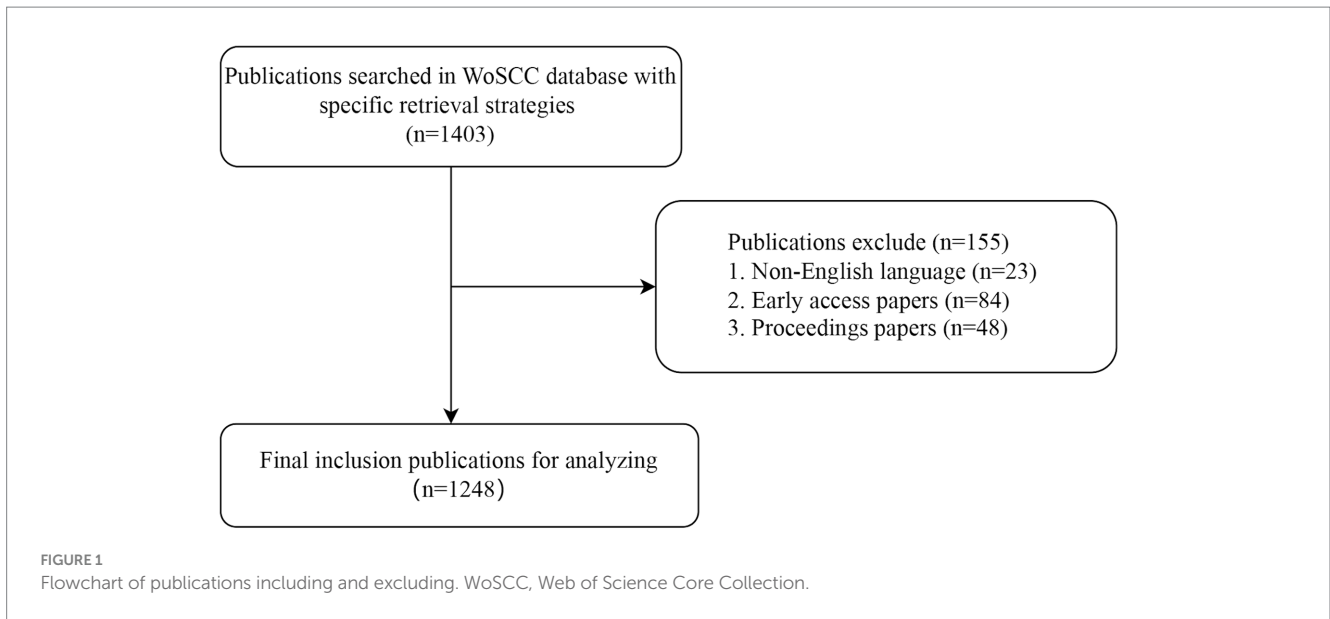 Publications searched in WoSCC database with
specific retrieval strategies
(n=1403)
Publications exclude (n=155)
1. Non-English language (n=23)
2. Early access papers (n=84)
3. Proceedings papers (n=48)
Final inclusion publications for analyzing
(n=1248)
FIGURE 1
Flowchart of publications including and excluding. WoSCC, Web of Science Core Collection.